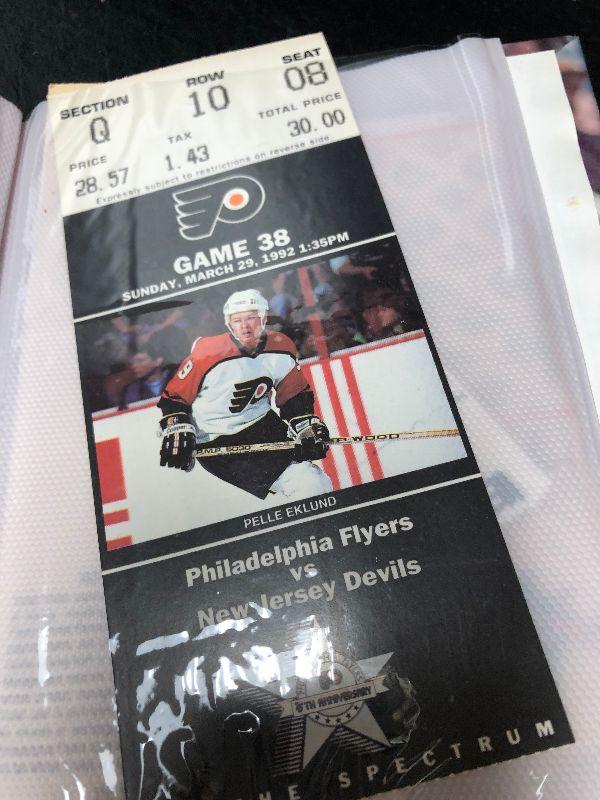 SECTION ROW SEAT
Q 10 08
PRICE TAX TOTAL PRICE
28.57 1.43 30.00
Expressly subject to restrictions on reverse side.
GAME 38
SUNDAY, MARCH 29, 1992 1:35PM
P.M.P. 5030
PELLE EKLUND
Philadelphia Flyers
vs
New Jersey Devils
ANNIVERSARY
SPECTRUM